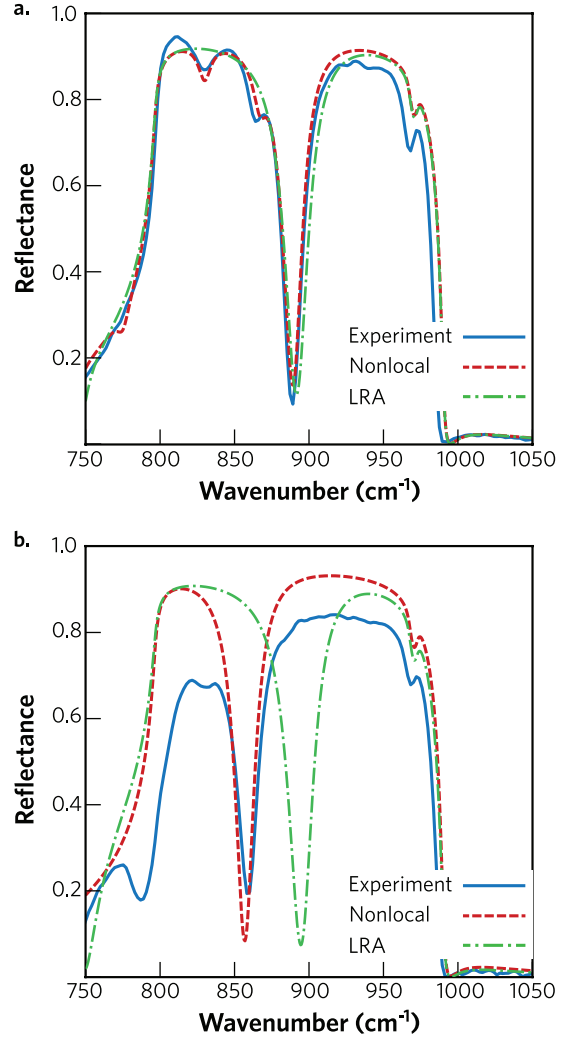 a.
1.0
0.8
0.6
0.4
0.2
Reflectance
Experiment
Nonlocal
LRA
750 800 850 900 950 1000 1050
Wavenumber (cm⁻¹)
b.
1.0
0.8
0.6
0.4
0.2
Reflectance
Experiment
Nonlocal
LRA
750 800 850 900 950 1000 1050
Wavenumber (cm⁻¹)